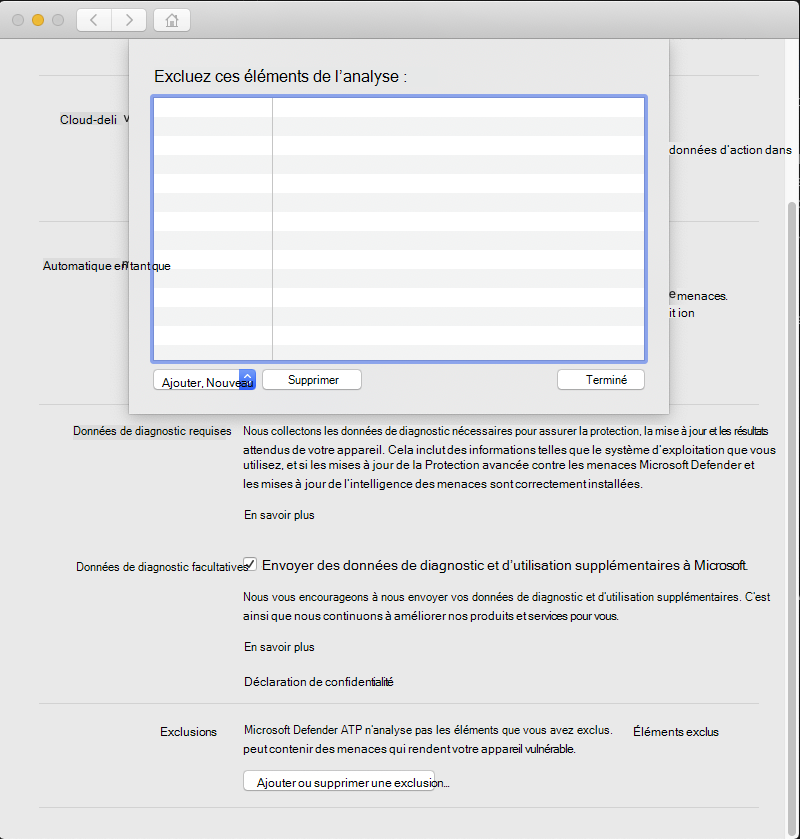 Excluez ces éléments de l'analyse :
Cloud-deli v
données d'action dans
Automatique en tant que
e menaces.
it ion
Ajouter, Nouveau
Supprimer
Terminé
Données de diagnostic requises
Nous collectons les données de diagnostic nécessaires pour assurer la protection, la mise à jour et les résultats
attendus de votre appareil. Cela inclut des informations telles que le système d'exploitation que vous
utilisez, et si les mises à jour de la Protection avancée contre les menaces Microsoft Defender et
les mises à jour de l'intelligence des menaces sont correctement installées.
En savoir plus
Données de diagnostic facultatives
Envoyer des données de diagnostic et d'utilisation supplémentaires à Microsoft.
Nous vous encourageons à nous envoyer vos données de diagnostic et d'utilisation supplémentaires. C'est
ainsi que nous continuons à améliorer nos produits et services pour vous.
En savoir plus
Déclaration de confidentialité
Exclusions
Microsoft Defender ATP n'analyse pas les éléments que vous avez exclus.
Éléments exclus
peut contenir des menaces qui rendent votre appareil vulnérable.
Ajouter ou supprimer une exclusion...